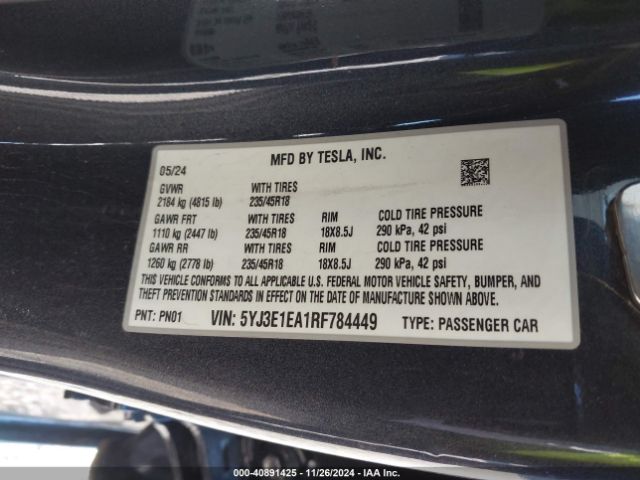 MFD BY TESLA, INC.
05/24
GVWR WITH TIRES
2184 kg (4815 lb) 235/45R18
GAWR FRT WITH TIRES RIM COLD TIRE PRESSURE
1110 kg (2447 lb) 235/45R18 18X8.5J 290 kPa, 42 psi
GAWR RR WITH TIRES RIM COLD TIRE PRESSURE
1260 kg (2778 lb) 235/45R18 18X8.5J 290 kPa, 42 psi
THIS VEHICLE CONFORMS TO ALL APPLICABLE U.S. FEDERAL MOTOR VEHICLE SAFETY, BUMPER, AND
THEFT PREVENTION STANDARDS IN EFFECT ON THE DATE OF MANUFACTURE SHOWN ABOVE.
PNT: PN01 VIN: 5YJ3E1EA1RF784449 TYPE: PASSENGER CAR
000-40891425 - 11/26/2024 - IAA Inc.